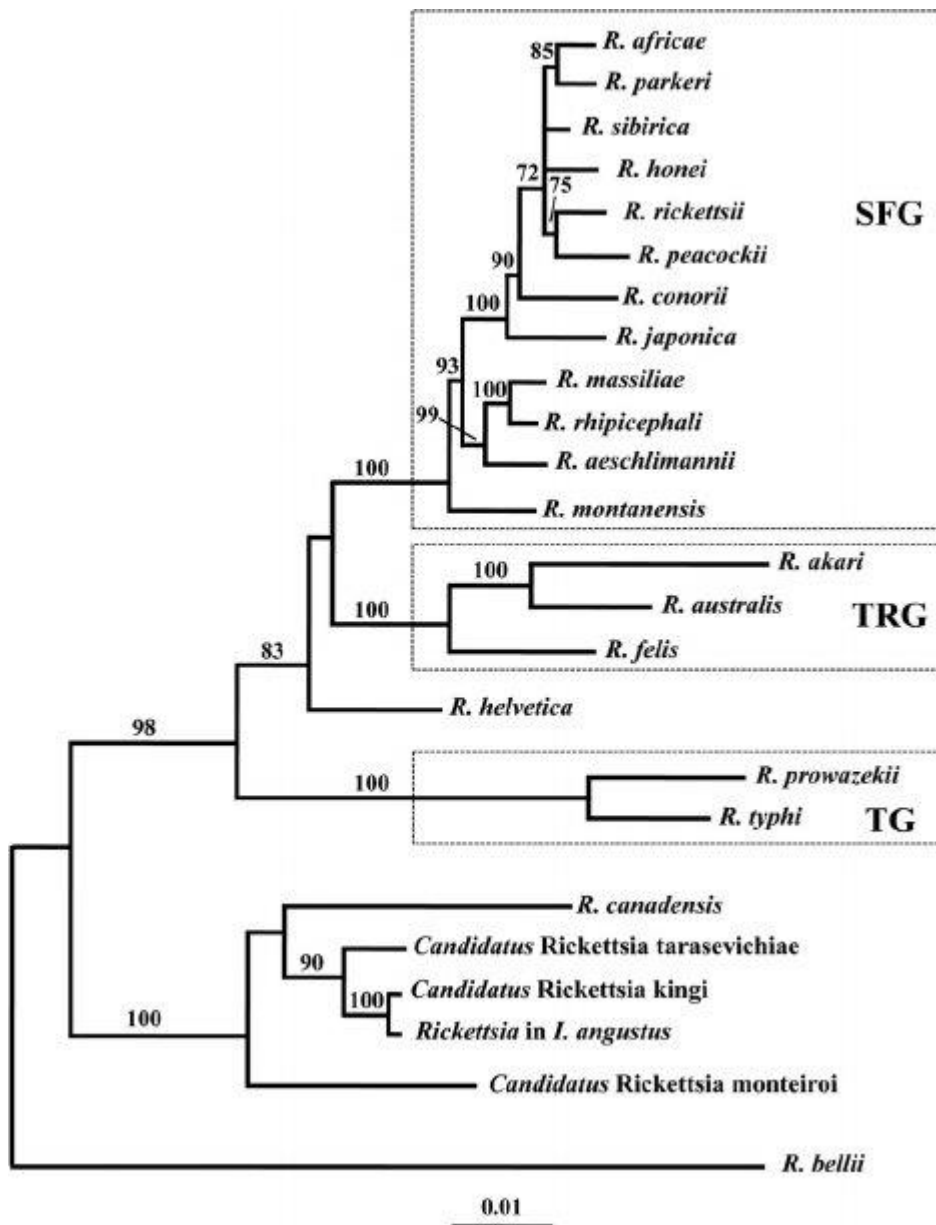 85
R. africae
R. parkeri
R. sibirica
72
75
R. honei
R. rickettsii
SFG
R. peacockii
90
R. conorii
100
R. japonica
93
R. massiliae
100
99
R. rhipicephali
R. aeschlimannii
100
R. montanensis
R. akari
100
R. australis
TRG
100
R. felis
83
R. helvetica
98
R. prowazekii
100
R. typhi
TG
R. canadensis
Candidatus Rickettsia tarasevichiae
90
Candidatus Rickettsia kingi
100
Rickettsia in I. angustus
100
Candidatus Rickettsia monteiroi
R. bellii
0.01